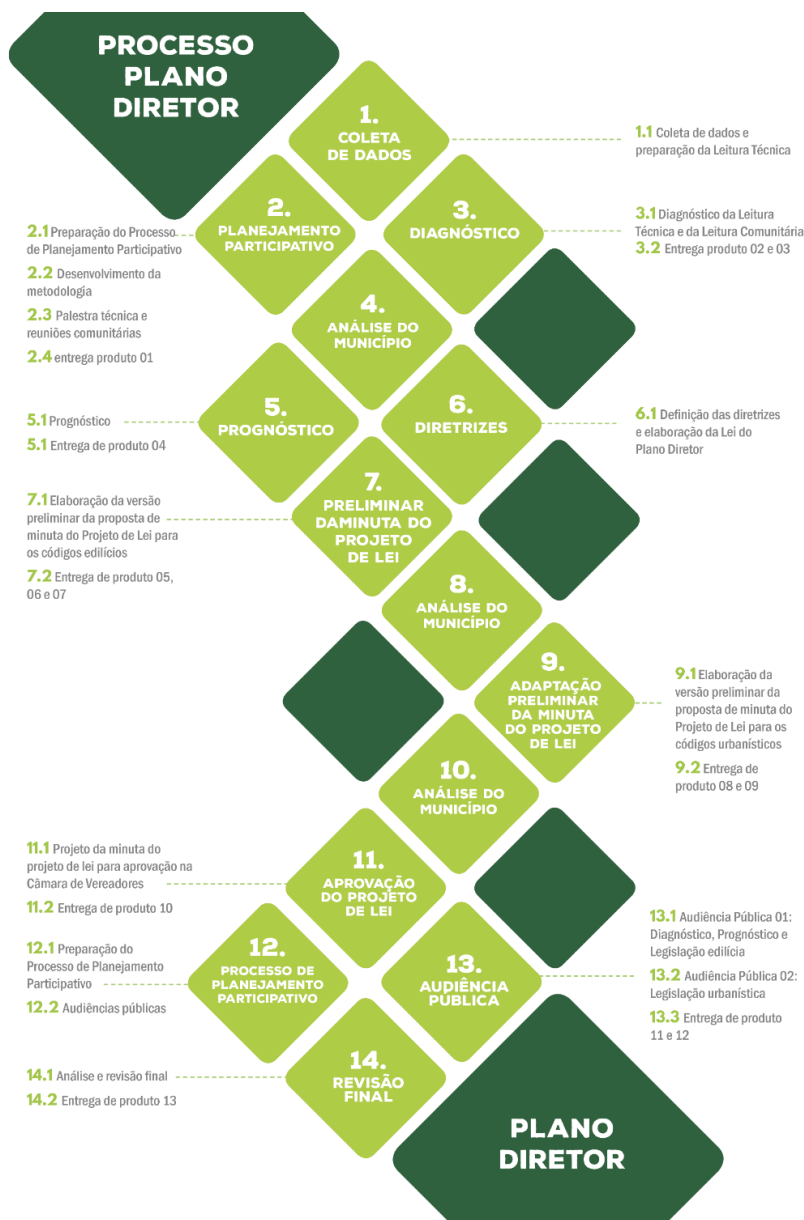 PROCESSO
PLANO
DIRETOR
1.
COLETA
DE DADOS
1.1 Coleta de dados e
preparação da Leitura Técnica
2.
PLANEJAMENTO
PARTICIPATIVO
2.1 Preparação do Processo
de Planejamento Participativo
2.2 Desenvolvimento da
metodologia
2.3 Palestra técnica e
reuniões comunitárias
2.4 entrega produto 01
3.
DIAGNÓSTICO
3.1 Diagnóstico da Leitura
Técnica e da Leitura Comunitária
3.2 Entrega produto 02 e 03
4.
ANÁLISE DO
MUNICÍPIO
5.
PROGNÓSTICO
5.1 Prognóstico
5.1 Entrega de produto 04
6.
DIRETRIZES
6.1 Definição das diretrizes
e elaboração da Lei do
Plano Diretor
7.
PRELIMINAR
DAMINUTA DO
PROJETO
DE LEI
7.1 Elaboração da versão
preliminar da proposta de
minuta do Projeto de Lei para
os códigos edilícios
7.2 Entrega de produto 05,
06 e 07
8.
ANÁLISE DO
MUNICÍPIO
9.
ADAPTAÇÃO
PRELIMINAR
DA MINUTA
DO PROJETO
DE LEI
9.1 Elaboração da
versão preliminar da
proposta de minuta do
Projeto de Lei para os
códigos urbanísticos
9.2 Entrega de
produto 08 e 09
10.
ANÁLISE DO
MUNICÍPIO
11.
APROVAÇÃO
DO PROJETO
DE LEI
11.1 Projeto da minuta do
projeto de lei para aprovação na
Câmara de Vereadores
11.2 Entrega de produto 10
12.
PROCESSO DE
PLANEJAMENTO
PARTICIPATIVO
12.1 Preparação do
Processo de Planejamento
Participativo
12.2 Audiências públicas
13.
AUDIÊNCIA
PÚBLICA
13.1 Audiência Pública 01:
Diagnóstico, Prognóstico e
Legislação edilícia
13.2 Audiência Pública 02:
Legislação urbanística
13.3 Entrega de produto
11 e 12
14.
REVISÃO
FINAL
14.1 Análise e revisão final
14.2 Entrega de produto 13
PLANO
DIRETOR